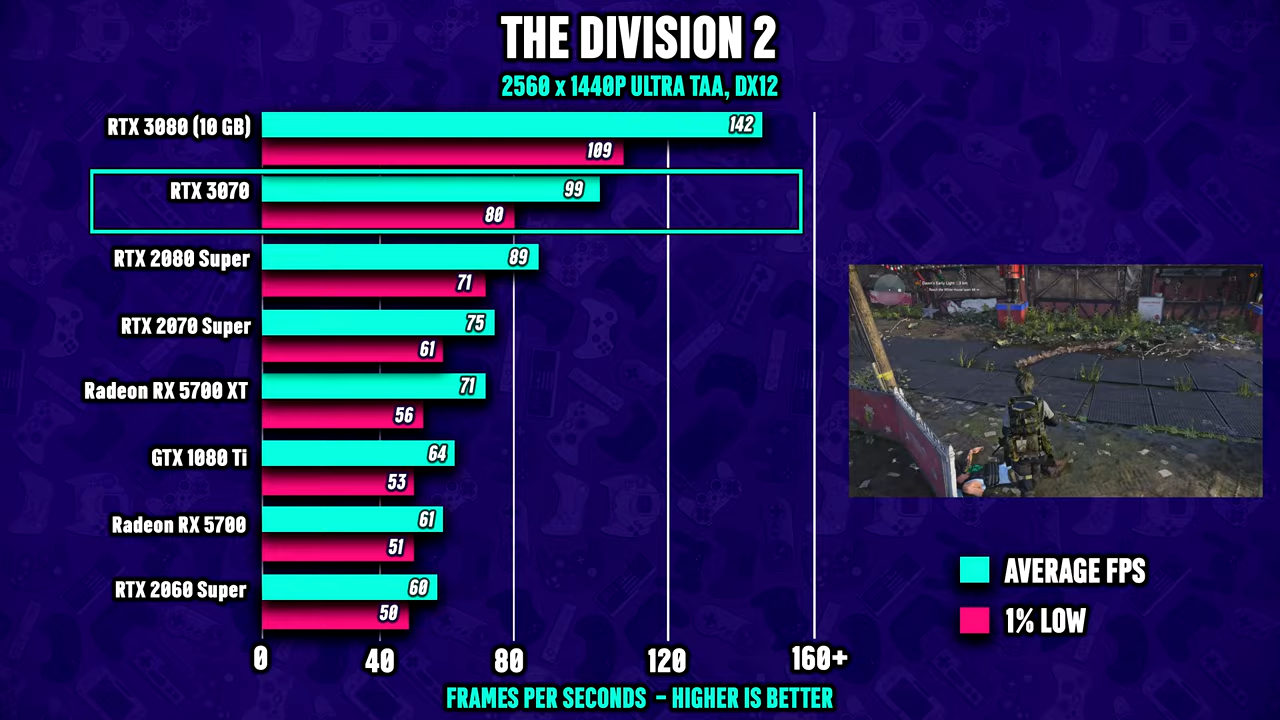 THE DIVISION 2
2560 x 1440P ULTRA TAA, DX12
RTX 3080 (10 GB)
142
109
RTX 3070
99
80
RTX 2080 Super
89
71
RTX 2070 Super
75
61
Radeon RX 5700 XT
71
56
GTX 1080 Ti
64
53
Radeon RX 5700
61
51
RTX 2060 Super
60
50
0 40 80 120 160+
FRAMES PER SECONDS - HIGHER IS BETTER
AVERAGE FPS
1% LOW